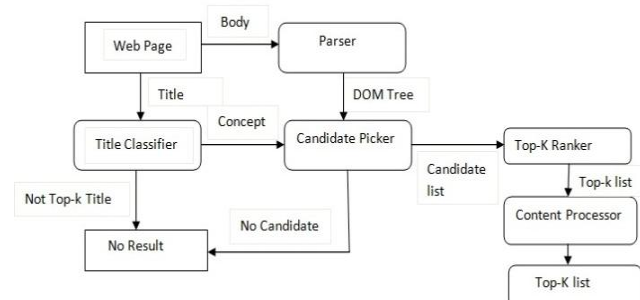 Body
Web Page
Parser
Title
DOM Tree
Concept
Title Classifier
Candidate Picker
Top-K Ranker
Candidate
list
Top-k list
Not Top-k Title
No Candidate
Content Processor
No Result
Top-K list